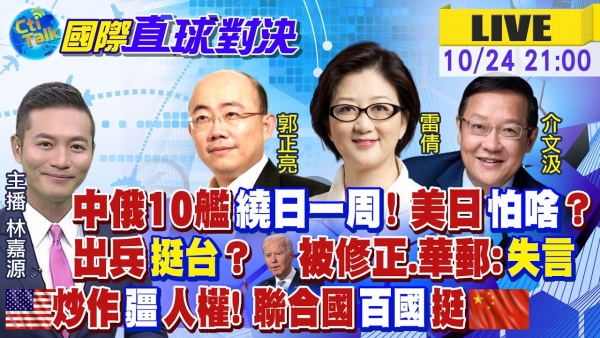 Cti Talk
國際直球對決
LIVE
10/24 21:00
主播 林嘉源
郭正亮
雷倩
介文汲
中俄10艦繞日一周!美日怕啥?
出兵挺台? 被修正.華郵:失言
炒作疆人權!聯合國百國挺